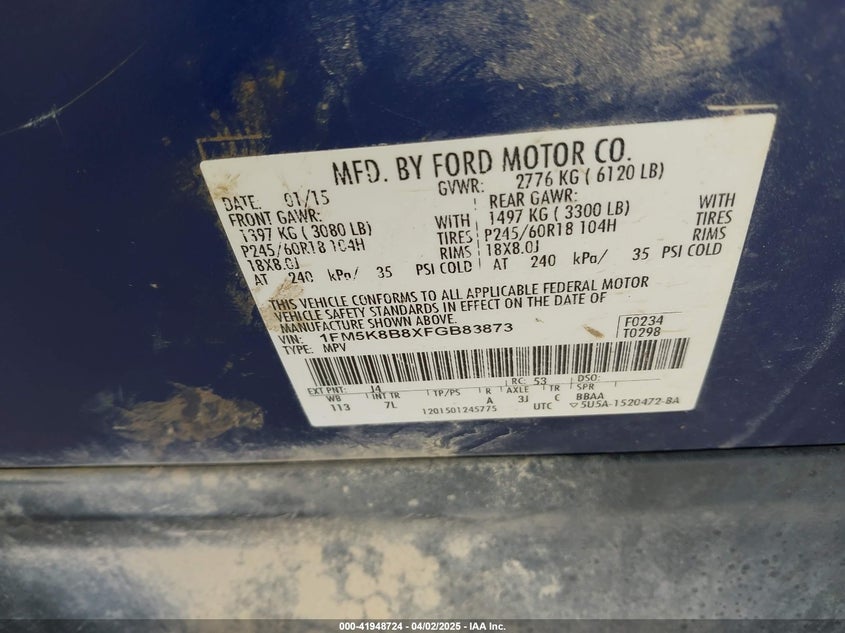 MFD. BY FORD MOTOR CO.
DATE: 01/15 GVWR: 2776 KG ( 6120 LB)
FRONT GAWR: REAR GAWR:
1397 KG ( 3080 LB) WITH 1497 KG ( 3300 LB) WITH
P245/60R18 104H TIRES P245/60R18 104H TIRES
18X8.0J RIMS 18X8.0J RIMS
AT 240 kPa/ 35 PSI COLD AT 240 kPa/ 35 PSI COLD
THIS VEHICLE CONFORMS TO ALL APPLICABLE FEDERAL MOTOR
VEHICLE SAFETY STANDARDS IN EFFECT ON THE DATE OF
MANUFACTURE SHOWN ABOVE.
VIN: 1FM5K8B8XFGB83873 F0234
TYPE: MPV T0298
EXT PNT: J4 RC: 53 DSO:
WB INT TR TP/PS R AXLE TR SPR
113 7L A 3J C BBAA
1201501245775 UTC ▽5U5A-1520472-BA
000-41948724 - 04/02/2025 - IAA Inc.